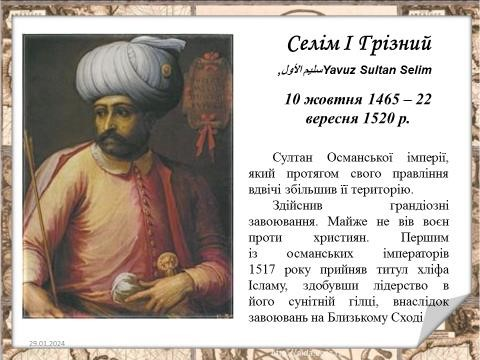 Селім I Грізний
سليم الأول,Yavuz Sultan Selim
10 жовтня 1465 – 22
вересня 1520 р.
Султан Османської імперії,
який протягом свого правління
вдвічі збільшив її територію.
Здійснив грандіозні
завоювання. Майже не вів воєн
проти християн. Першим
із османських імператорів
1517 року прийняв титул хліфа
Ісламу, здобувши лідерство в
його сунітній гілці, внаслідок
завоювань на Близькому Сході.
29.01.2024